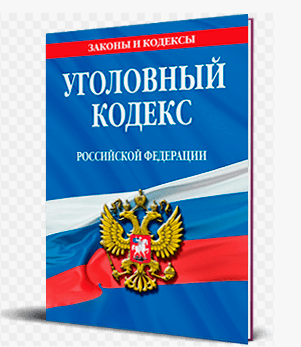 ЗАКОНЫ И КОДЕКСЫ
УГОЛОВНЫЙ
КОДЕКС
РОССИЙСКОЙ ФЕДЕРАЦИИ